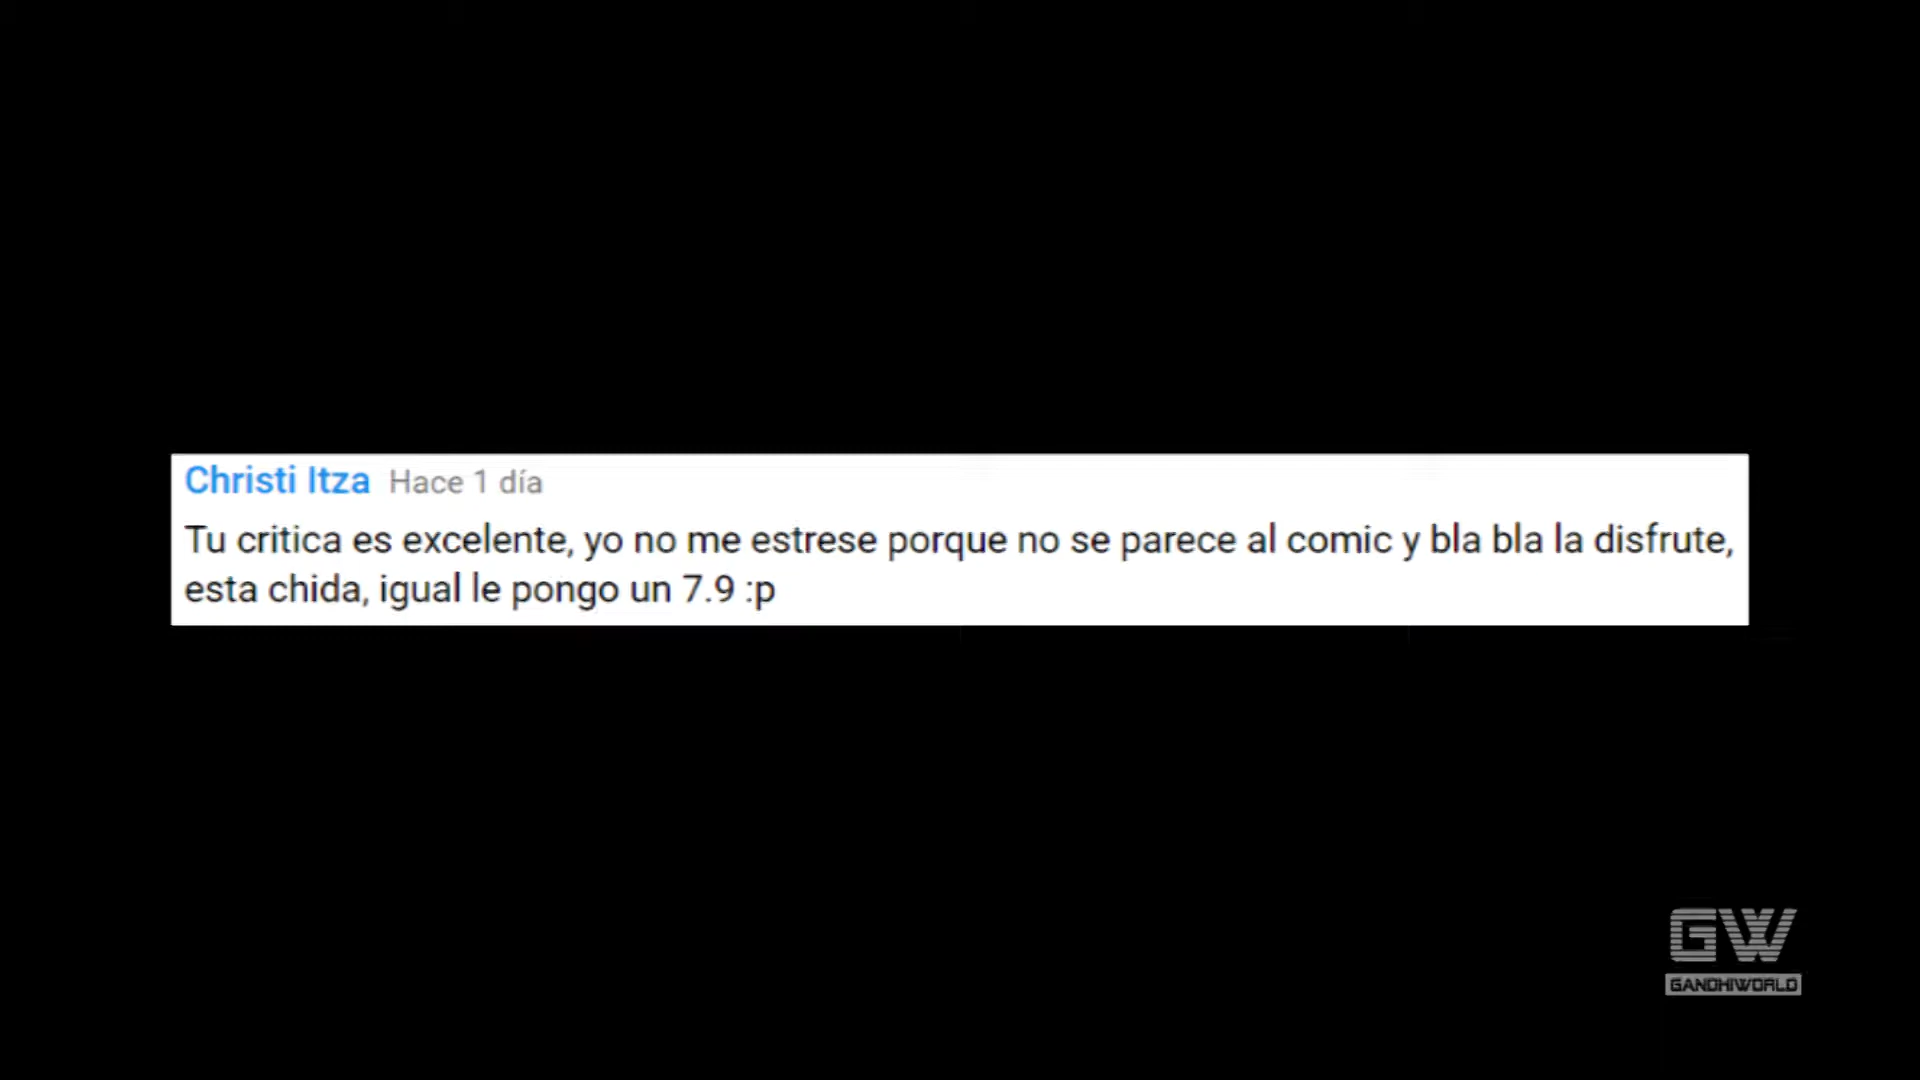 Christi Itza Hace 1 día
Tu critica es excelente, yo no me estrese porque no se parece al comic y bla bla la disfrute,
esta chida, igual le pongo un 7.9 :p
GW
GANDHIWORLD